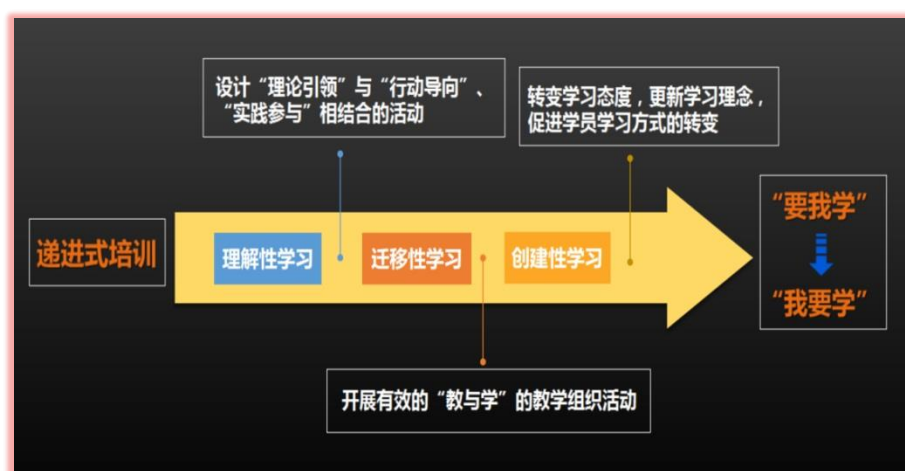 设计“理论引领”与“行动导向”、
“实践参与”相结合的活动
转变学习态度，更新学习理念，
促进学员学习方式的转变
递进式培训
理解性学习
迁移性学习
创建性学习
“要我学”
“我要学”
开展有效的“教与学”的教学组织活动